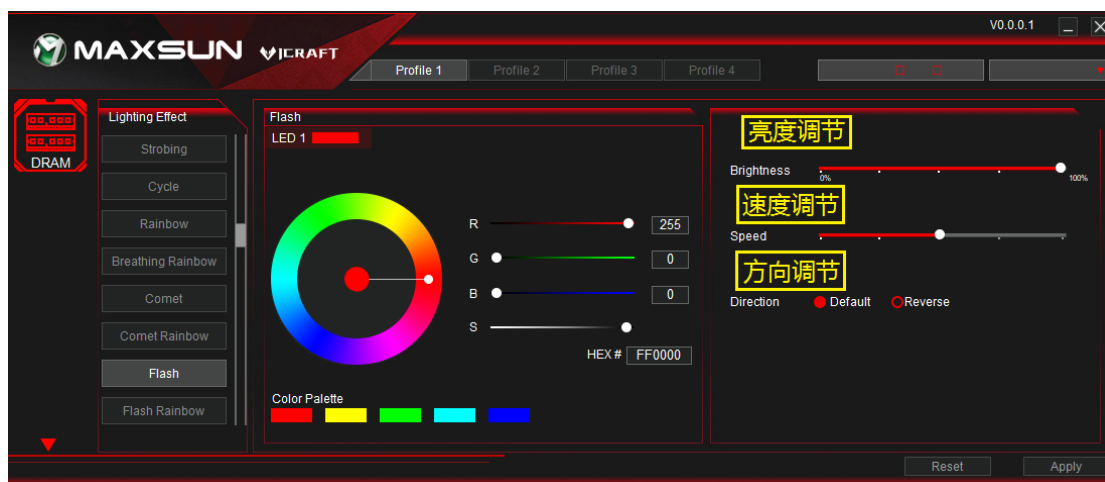 V0.0.0.1
MAXSUN VICRAFT
Profile 1 Profile 2 Profile 3 Profile 4
DRAM
Lighting Effect
Strobing
Cycle
Rainbow
Breathing Rainbow
Comet
Comet Rainbow
Flash
Flash Rainbow
Flash
LED 1
R 255
G 0
B 0
S
HEX # FF0000
Color Palette
亮度调节
Brightness 0% 100%
速度调节
Speed
方向调节
Direction Default Reverse
Reset Apply